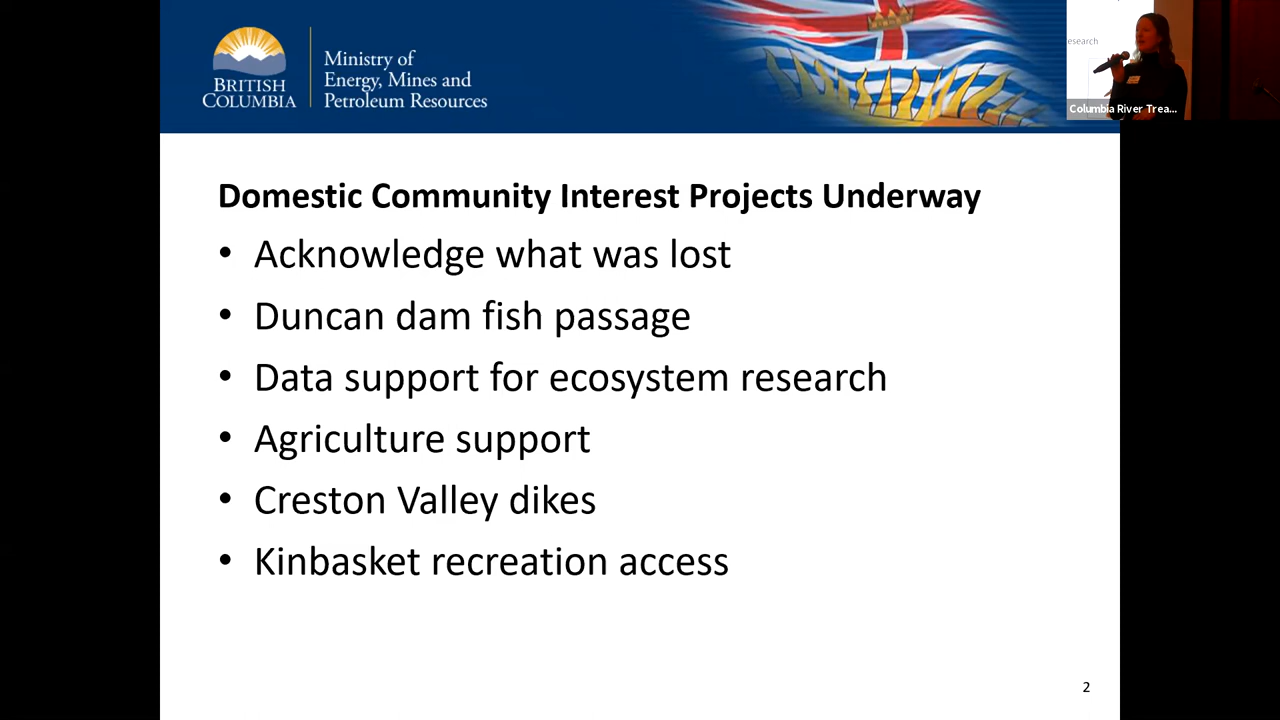 BRITISH
COLUMBIA
Ministry of
Energy, Mines and
Petroleum Resources
esearch
Columbia River Trea...
Domestic Community Interest Projects Underway
• Acknowledge what was lost
• Duncan dam fish passage
• Data support for ecosystem research
• Agriculture support
• Creston Valley dikes
• Kinbasket recreation access
2